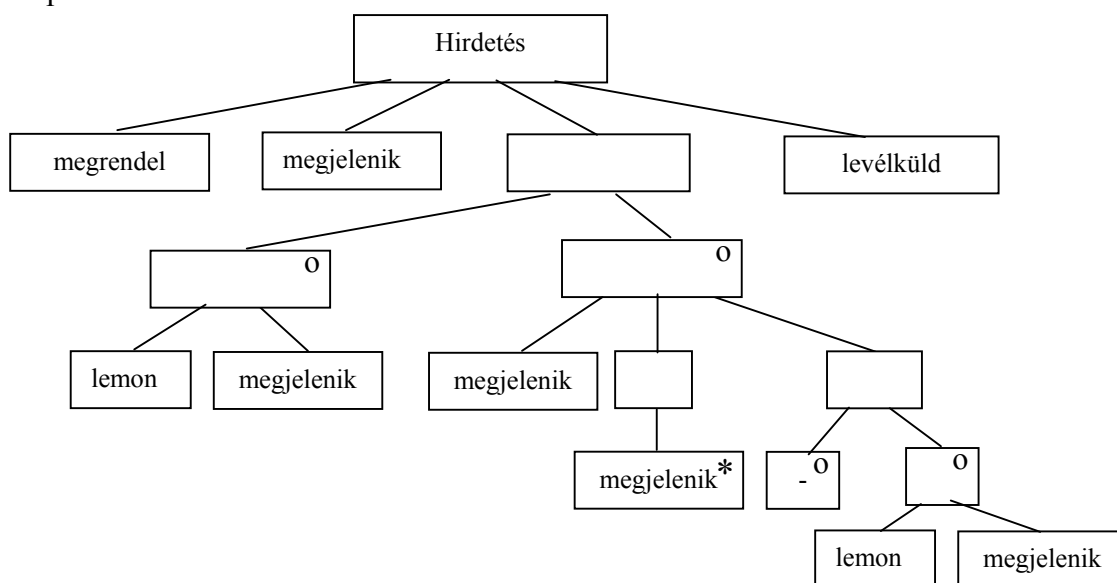 Hirdetés
megrendel
megjelenik
levélküld
o
o
lemon
megjelenik
megjelenik
megjelenik*
- o
o
lemon
megjelenik